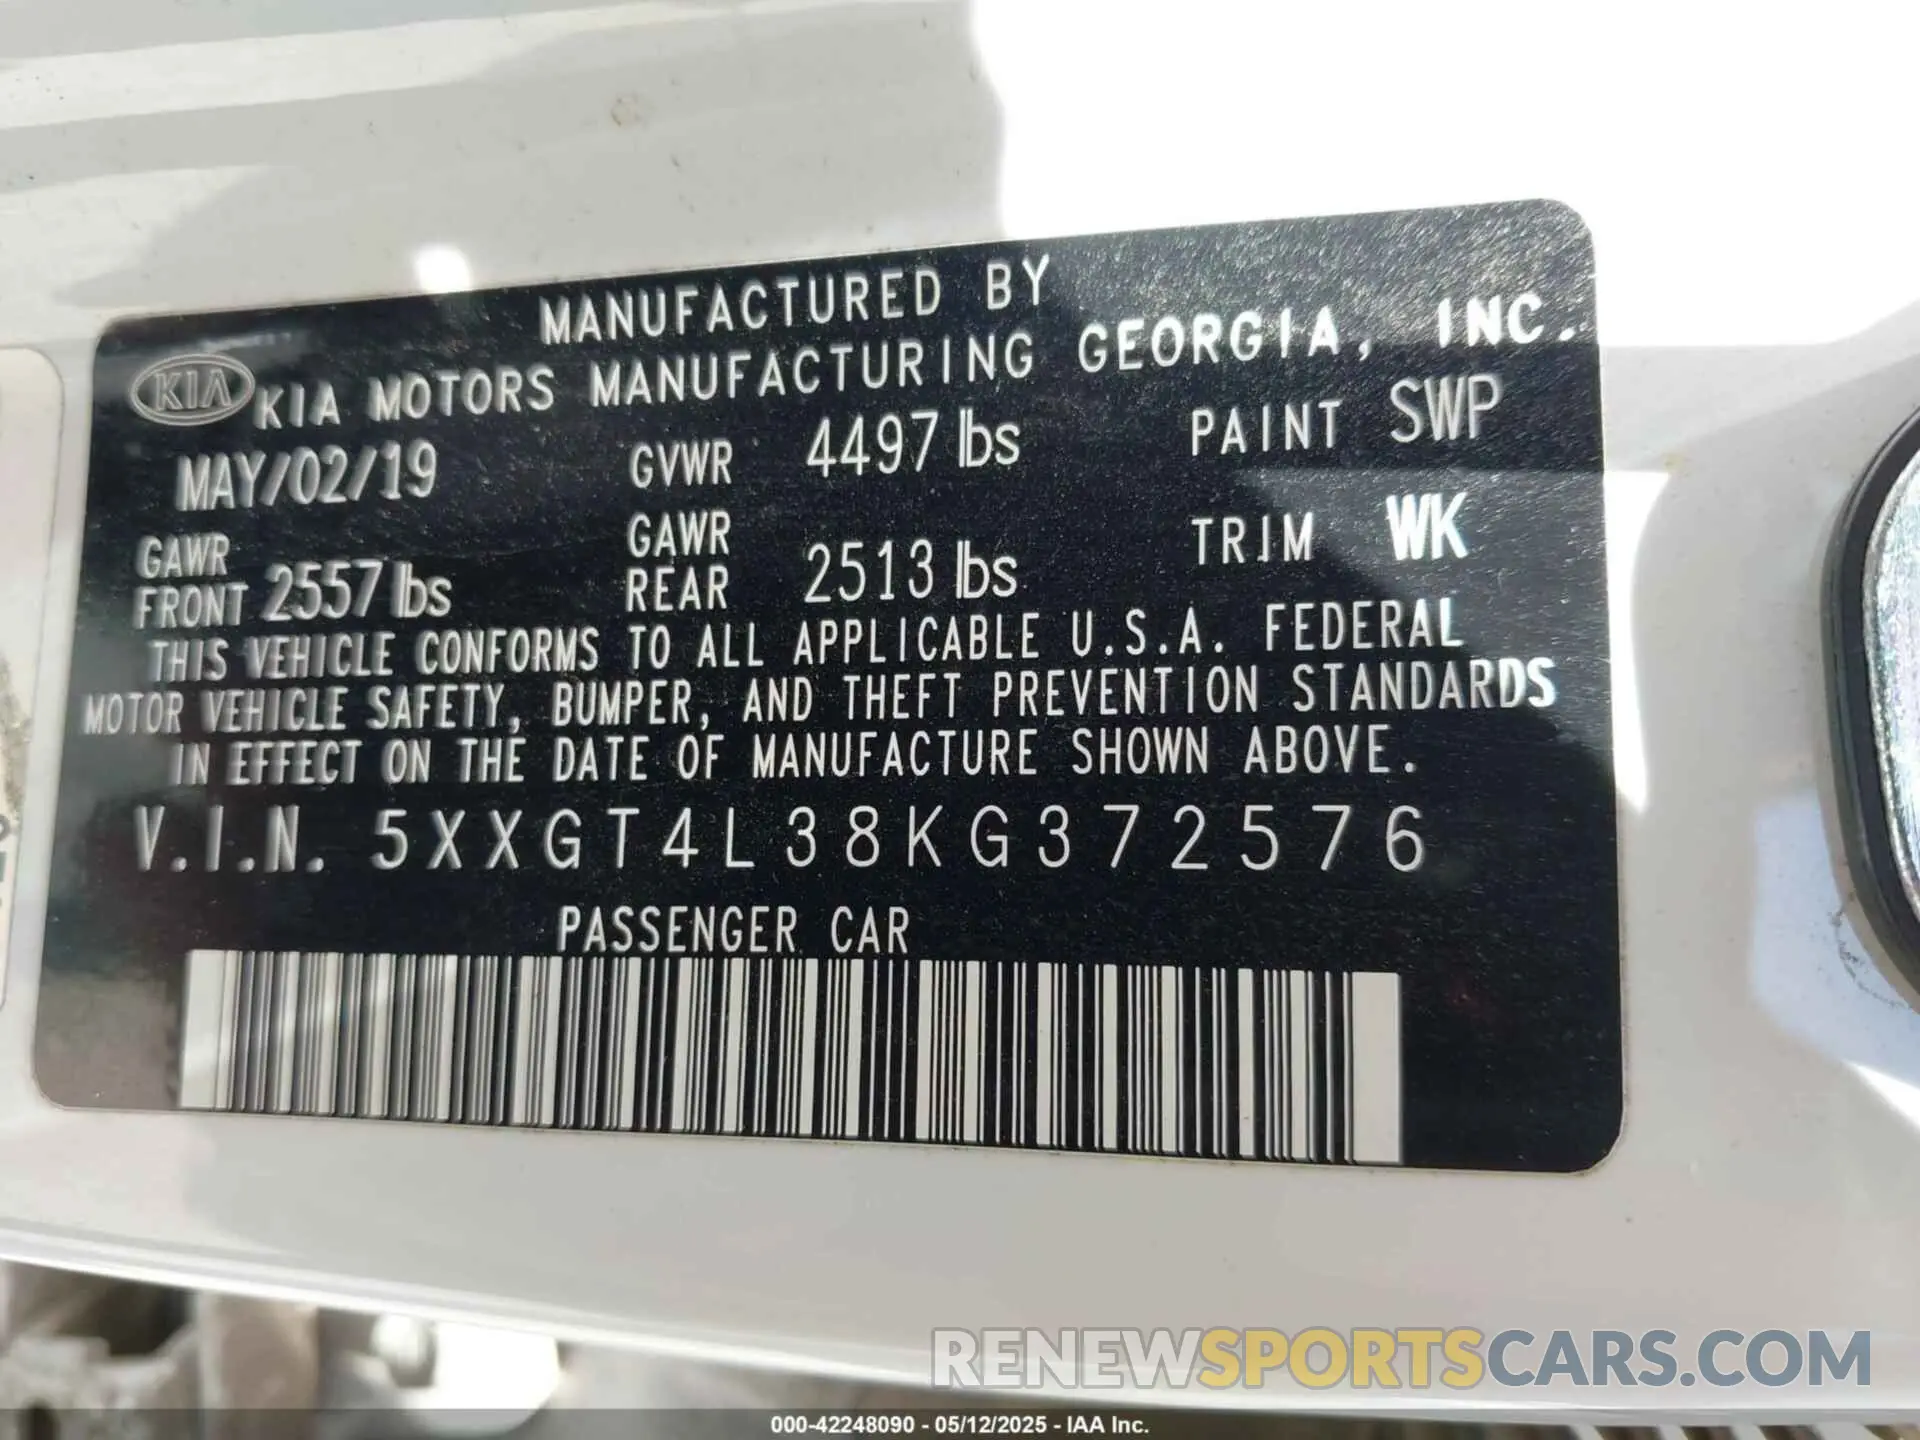 MANUFACTURED BY
KIA KIA MOTORS MANUFACTURING GEORGIA, INC.
MAY/02/19 GVWR 4497 lbs PAINT SWP
GAWR FRONT 2557 lbs GAWR REAR 2513 lbs TRIM WK
THIS VEHICLE CONFORMS TO ALL APPLICABLE U.S.A. FEDERAL
MOTOR VEHICLE SAFETY, BUMPER, AND THEFT PREVENTION STANDARDS
IN EFFECT ON THE DATE OF MANUFACTURE SHOWN ABOVE.
V.I.N. 5XXGT4L38KG372576
PASSENGER CAR
RENEWSPORTSCARS.COM
000-42248090 - 05/12/2025 - IAA Inc.